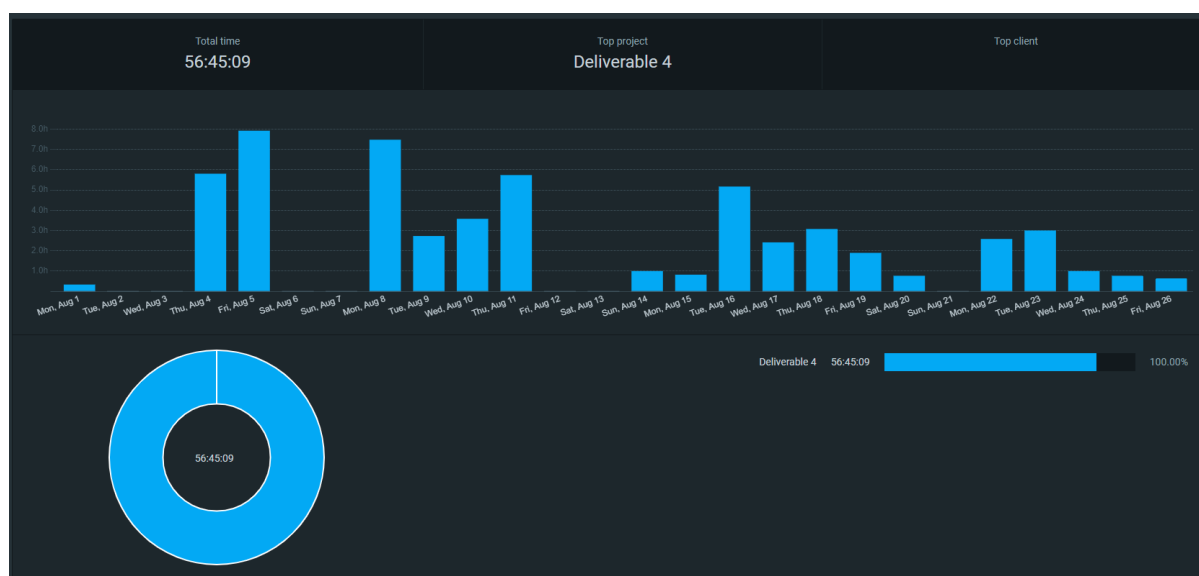 Total time
56:45:09
Top project
Deliverable 4
Top client
8.0h
7.0h
6.0h
5.0h
4.0h
3.0h
2.0h
1.0h
Mon, Aug 1
Tue, Aug 2
Wed, Aug 3
Thu, Aug 4
Fri, Aug 5
Sat, Aug 6
Sun, Aug 7
Mon, Aug 8
Tue, Aug 9
Wed, Aug 10
Thu, Aug 11
Fri, Aug 12
Sat, Aug 13
Sun, Aug 14
Mon, Aug 15
Tue, Aug 16
Wed, Aug 17
Thu, Aug 18
Fri, Aug 19
Sat, Aug 20
Sun, Aug 21
Mon, Aug 22
Tue, Aug 23
Wed, Aug 24
Thu, Aug 25
Fri, Aug 26
Deliverable 4 56:45:09 100.00%
56:45:09